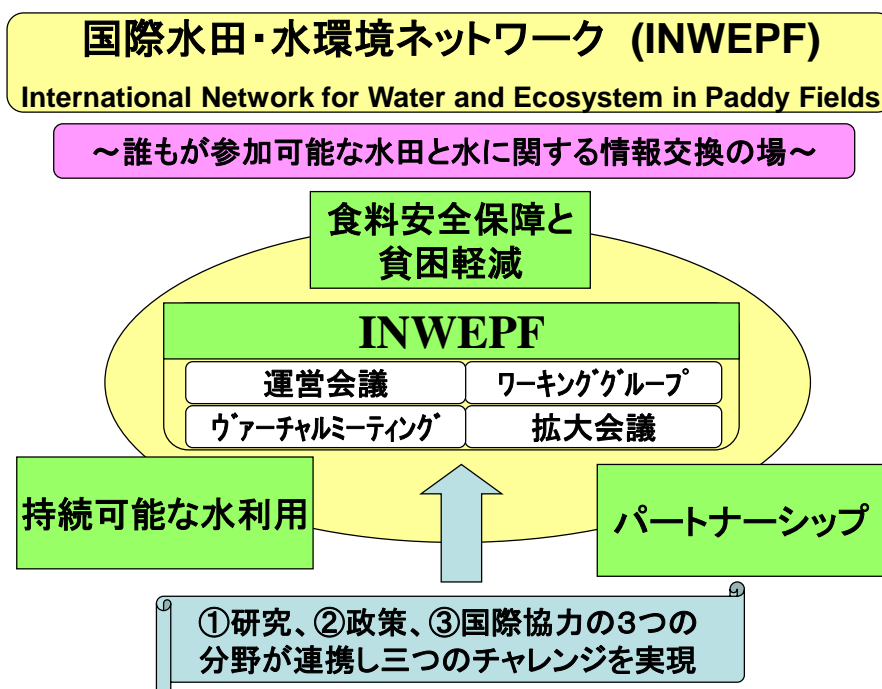 国際水田・水環境ネットワーク (INWEPF)
International Network for Water and Ecosystem in Paddy Fields
～誰もが参加可能な水田と水に関する情報交換の場～
食料安全保障と
貧困軽減
INWEPF
運営会議
ワーキンググループ
ヴァーチャルミーティング
拡大会議
持続可能な水利用
パートナーシップ
①研究、②政策、③国際協力の３つの
分野が連携し三つのチャレンジを実現